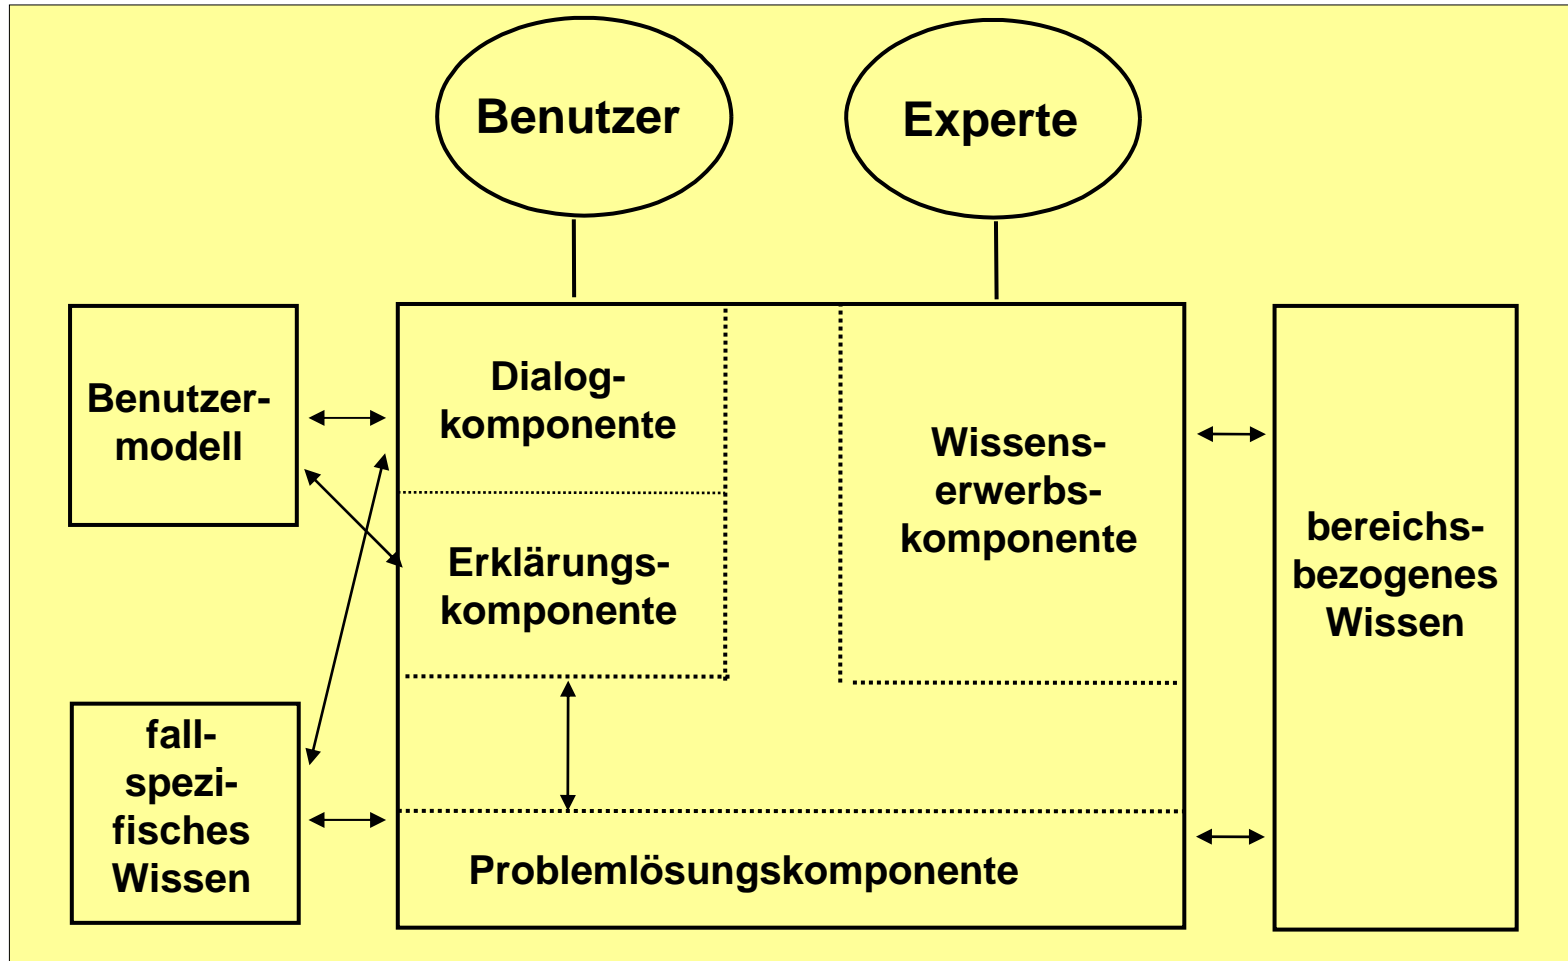 Benutzer
Experte
Benutzer-
modell
Dialog-
komponente
Erklärungs-
komponente
Wissens-
erwerbs-
komponente
bereichs-
bezogenes
Wissen
fall-
spezi-
fisches
Wissen
Problemlösungskomponente